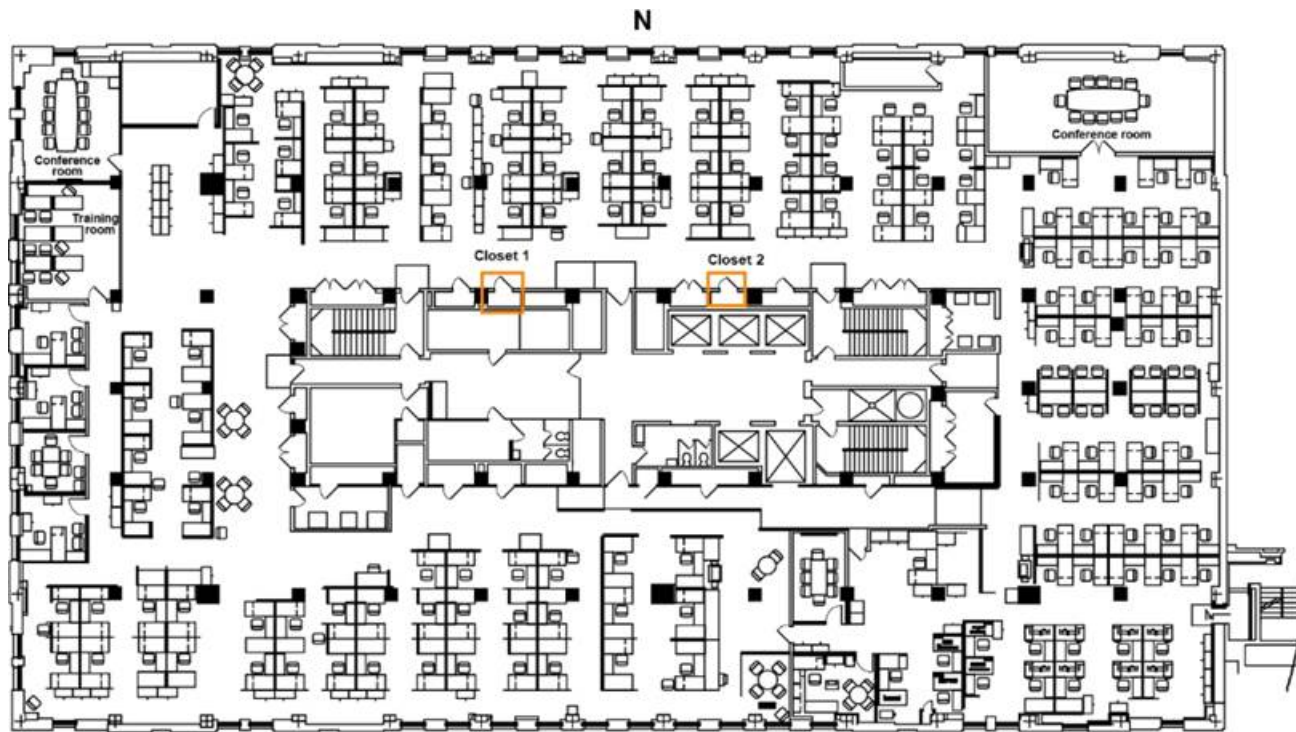 N
Conference
room
Conference room
Training
room
Closet 1
Closet 2